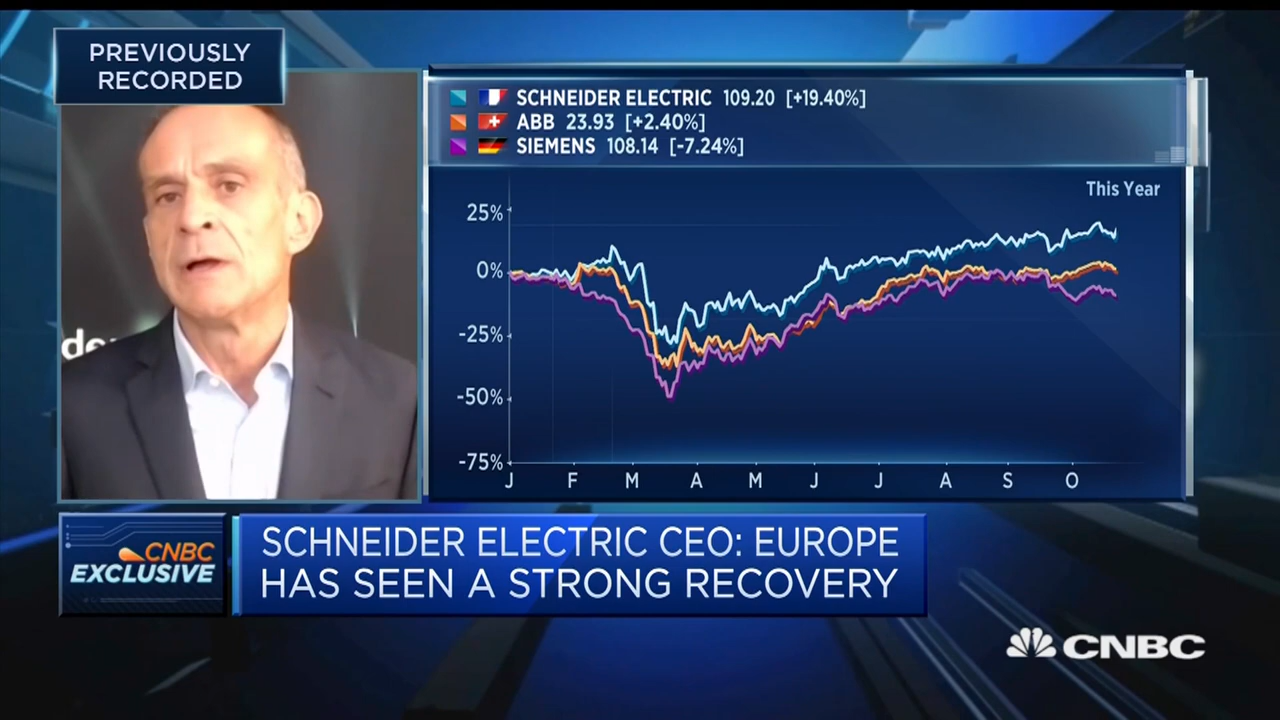 PREVIOUSLY
RECORDED
SCHNEIDER ELECTRIC 109.20 [+19.40%]
ABB 23.93 [+2.40%]
SIEMENS 108.14 [-7.24%]
This Year
25%
0%
-25%
-50%
-75%
J F M A M J J A S O
CNBC
EXCLUSIVE
SCHNEIDER ELECTRIC CEO: EUROPE
HAS SEEN A STRONG RECOVERY
CNBC